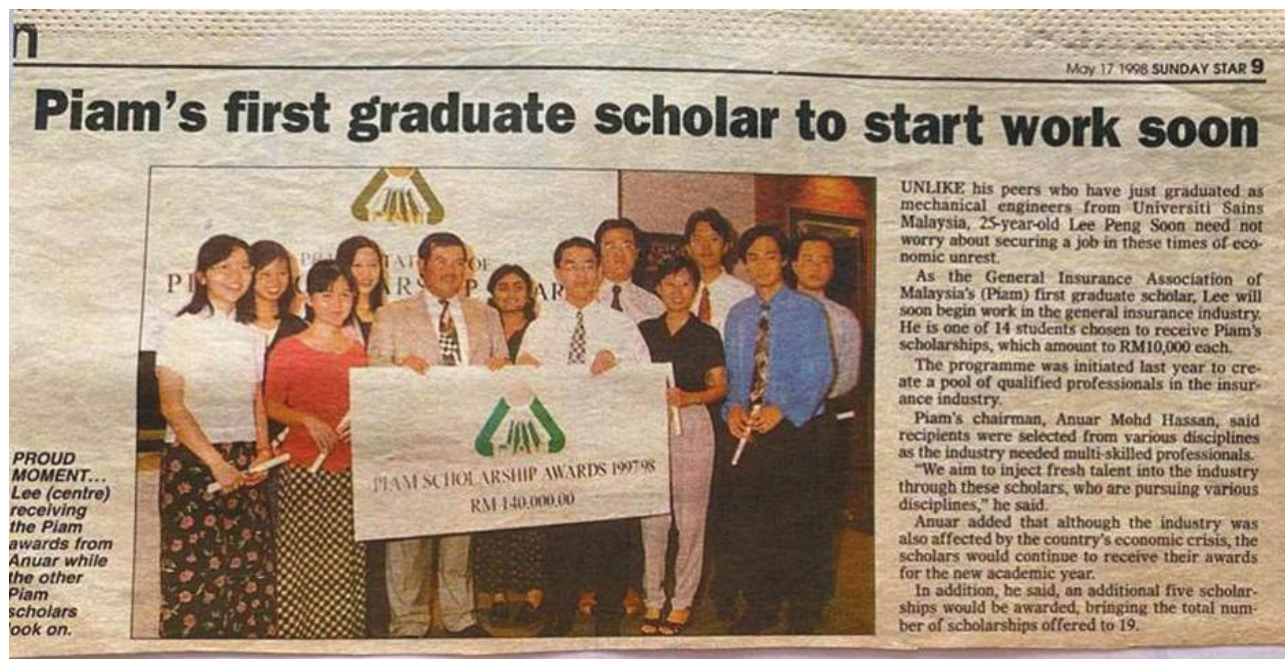 n
May 17 1998 SUNDAY STAR 9
Piam's first graduate scholar to start work soon
PIAM SCHOLARSHIP AWARDS 1997/98
RM 140,000.00
PROUD
MOMENT...
Lee (centre)
receiving
the Piam
awards from
Anuar while
the other
Piam
scholars
ook on.
UNLIKE his peers who have just graduated as
mechanical engineers from Universiti Sains
Malaysia, 25-year-old Lee Peng Soon need not
worry about securing a job in these times of eco-
nomic unrest.
As the General Insurance Association of
Malaysia's (Piam) first graduate scholar, Lee will
soon begin work in the general insurance industry.
He is one of 14 students chosen to receive Piam's
scholarships, which amount to RM10,000 each.
The programme was initiated last year to cre-
ate a pool of qualified professionals in the insur-
ance industry.
Piam's chairman, Anuar Mohd Hassan, said
recipients were selected from various disciplines
as the industry needed multi-skilled professionals.
"We aim to inject fresh talent into the industry
through these scholars, who are pursuing various
disciplines," he said.
Anuar added that although the industry was
also affected by the country's economic crisis, the
scholars would continue to receive their awards
for the new academic year.
In addition, he said, an additional five scholar-
ships would be awarded, bringing the total num-
ber of scholarships offered to 19.